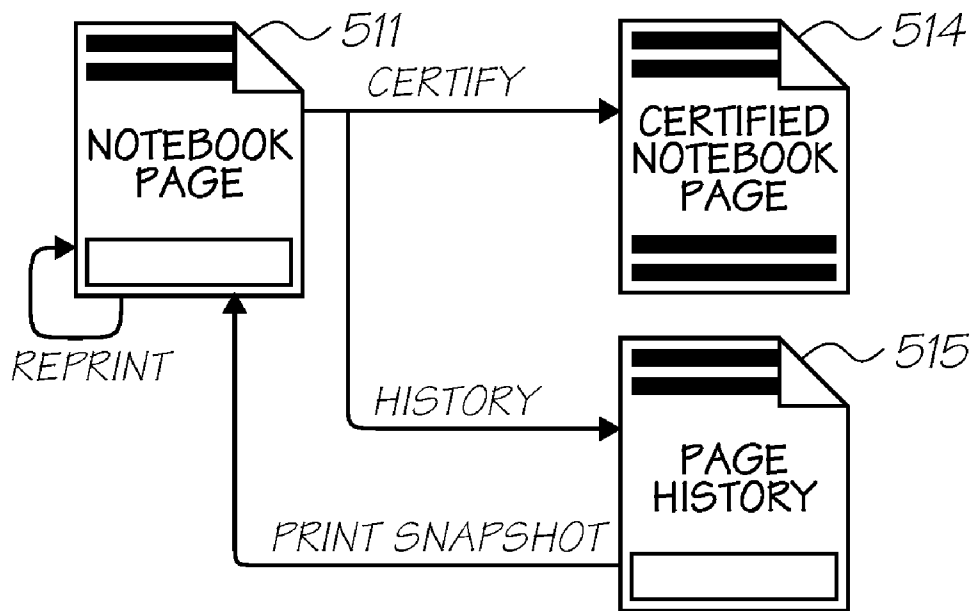 511
514
CERTIFY
NOTEBOOK
PAGE
CERTIFIED
NOTEBOOK
PAGE
REPRINT
515
HISTORY
PAGE
HISTORY
PRINT SNAPSHOT